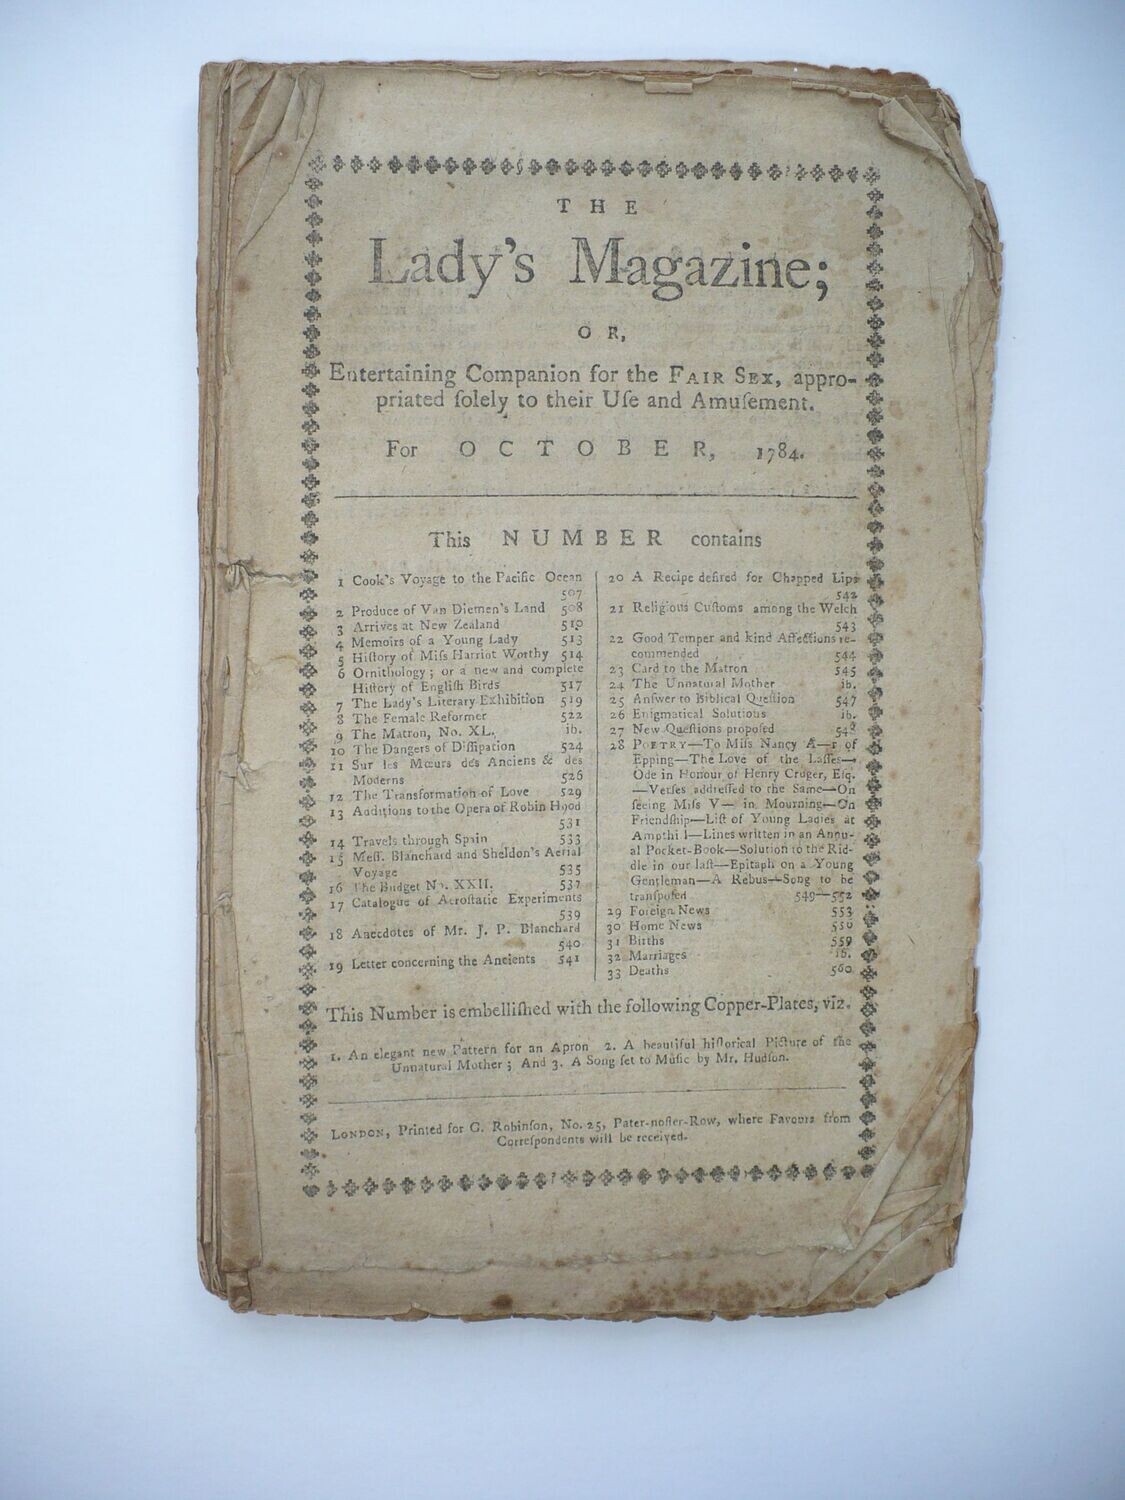 THE
Lady's Magazine;
OR,
Entertaining Companion for the FAIR SEX, appro-
priated ſolely to their Uſe and Amuſement.
For OCTOBER, 1784.
This NUMBER contains
1 Cook's Voyage to the Pacific Ocean
507
2 Produce of Van Diemen's Land 508
3 Arrives at New Zealand 510
4 Memoirs of a Young Lady 513
5 Hiſtory of Miſs Harriot Worthy 514
6 Ornithology; or a new and complete
Hiſtory of Engliſh Birds 517
7 The Lady's Literary Exhibition 519
8 The Female Reformer 522
9 The Matron, No. XL. ib.
10 The Dangers of Diſſipation 524
11 Sur les Mœurs des Anciens & des
Moderns 526
12 The Transformation of Love 529
13 Additions to the Opera of Robin Hood
531
14 Travels through Spain 533
15 Meſſ. Blanchard and Sheldon's Aerial
Voyage 535
16 The Budget No. XXII. 537
17 Catalogue of Aeroſtatic Experiments
539
18 Anecdotes of Mr. J. P. Blanchard
540
19 Letter concerning the Ancients 541
20 A Recipe deſired for Chapped Lips
542
21 Religious Cuſtoms among the Welch
543
22 Good Temper and kind Affections re-
commended 544
23 Card to the Matron 545
24 The Unnatural Mother ib.
25 Anſwer to Biblical Queſtion 547
26 Enigmatical Solutions ib.
27 New Queſtions propoſed 548
28 POETRY—To Miſs Nancy A—r of
Epping—The Love of the Laſſes—
Ode in Honour of Henry Cruger, Eſq.
—Verſes addreſſed to the Same—On
ſeeing Miſs V— in Mourning—On
Friendſhip—Liſt of Young Ladies at
Ampthill—Lines written in an Annu-
al Pocket-Book—Solution to the Rid-
dle in our laſt—Epitaph on a Young
Gentleman—A Rebus—Song to be
tranſpoſed 549—552
29 Foreign News 553
30 Home News 556
31 Births 559
32 Marriages ib.
33 Deaths 560
This Number is embelliſhed with the following Copper-Plates, viz.
1. An elegant new Pattern for an Apron 2. A beautiful hiſtorical Picture of the
Unnatural Mother; And 3. A Song ſet to Muſic by Mr. Hudſon.
LONDON, Printed for G. Robinſon, No. 25, Pater-noſter-Row, where Favours from
Correſpondents will be received.